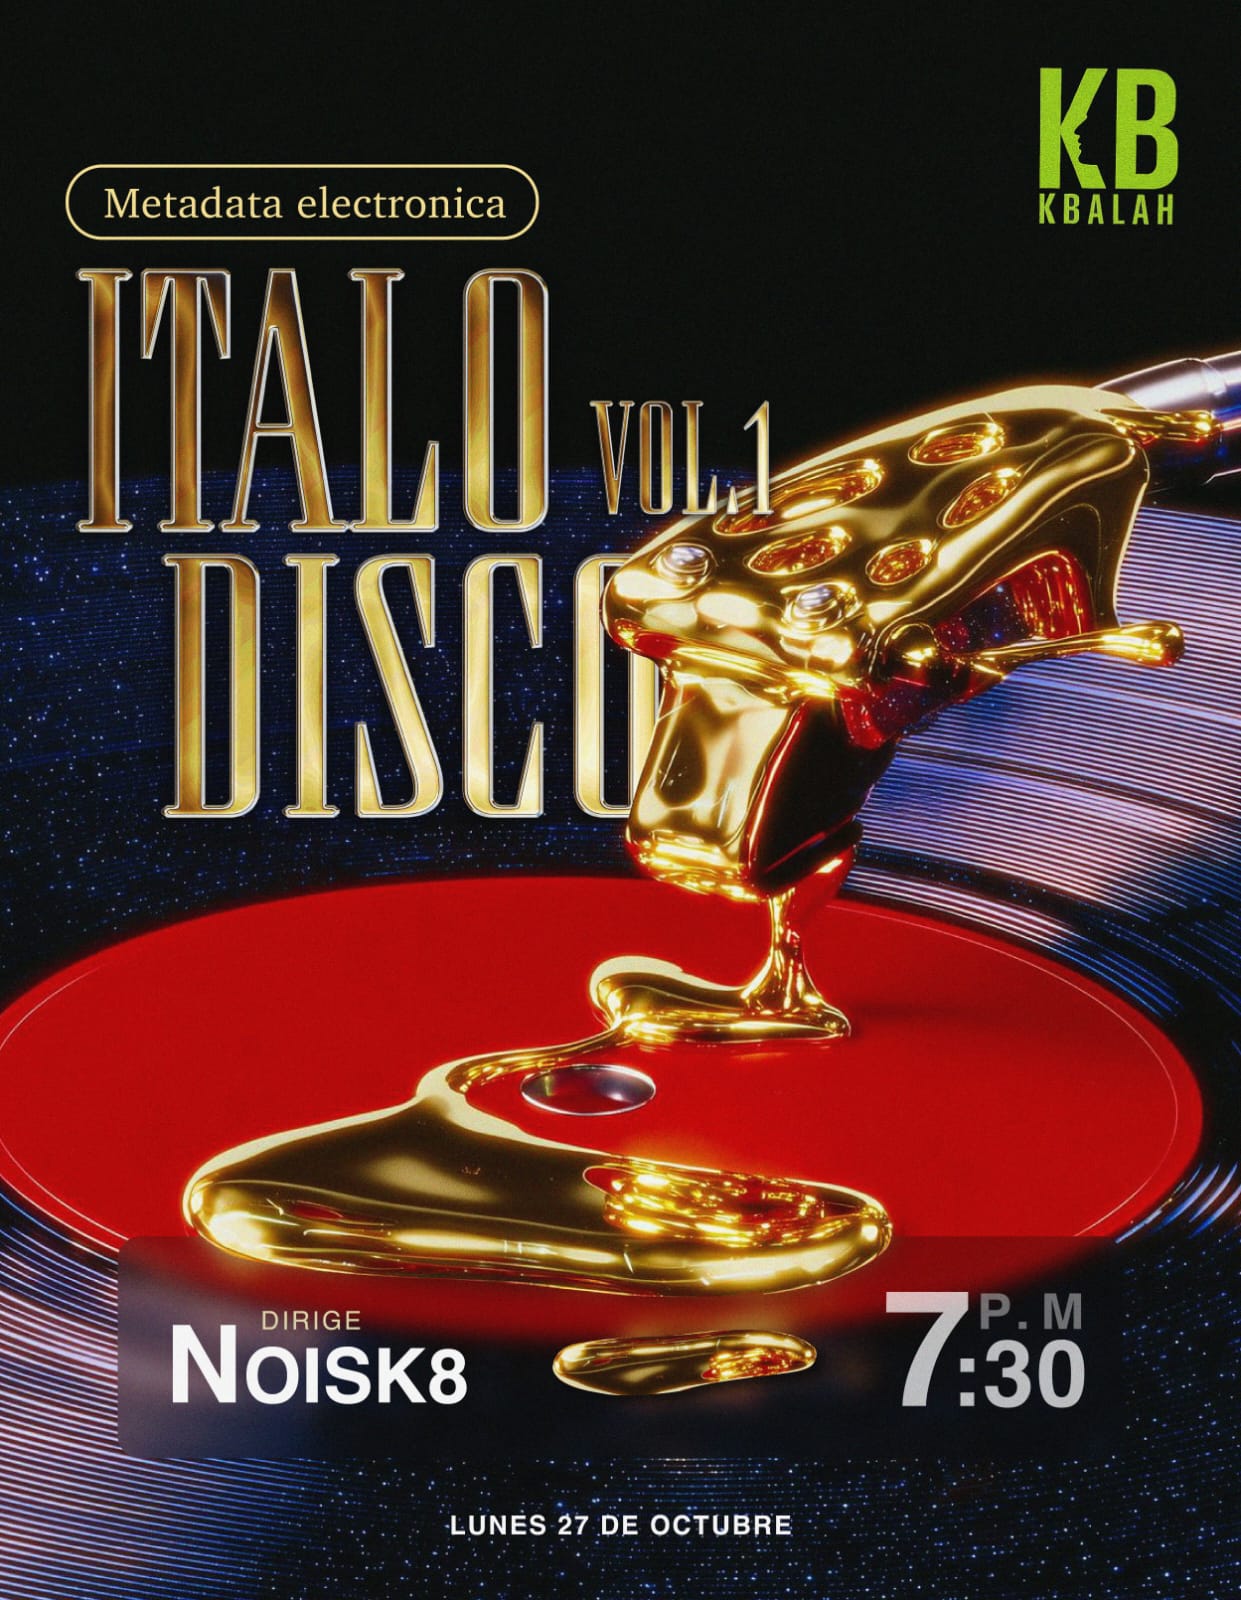 KB
KBALAH
Metadata electronica
ITALO
VOL.1
DISCO
DIRIGE
NOISK8
7:30
P. M
LUNES 27 DE OCTUBRE